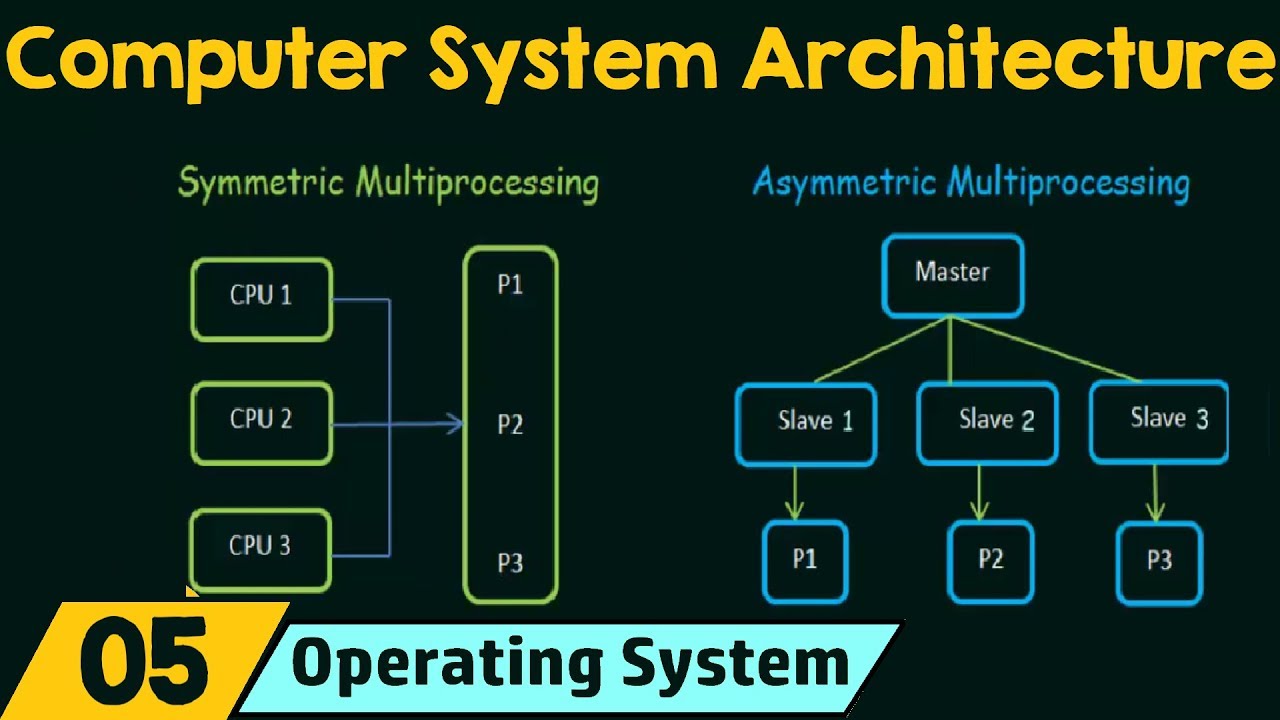 Computer System Architecture
Symmetric Multiprocessing
CPU 1
CPU 2
CPU 3
P1
P2
P3
Asymmetric Multiprocessing
Master
Slave 1
Slave 2
Slave 3
P1
P2
P3
05
Operating System